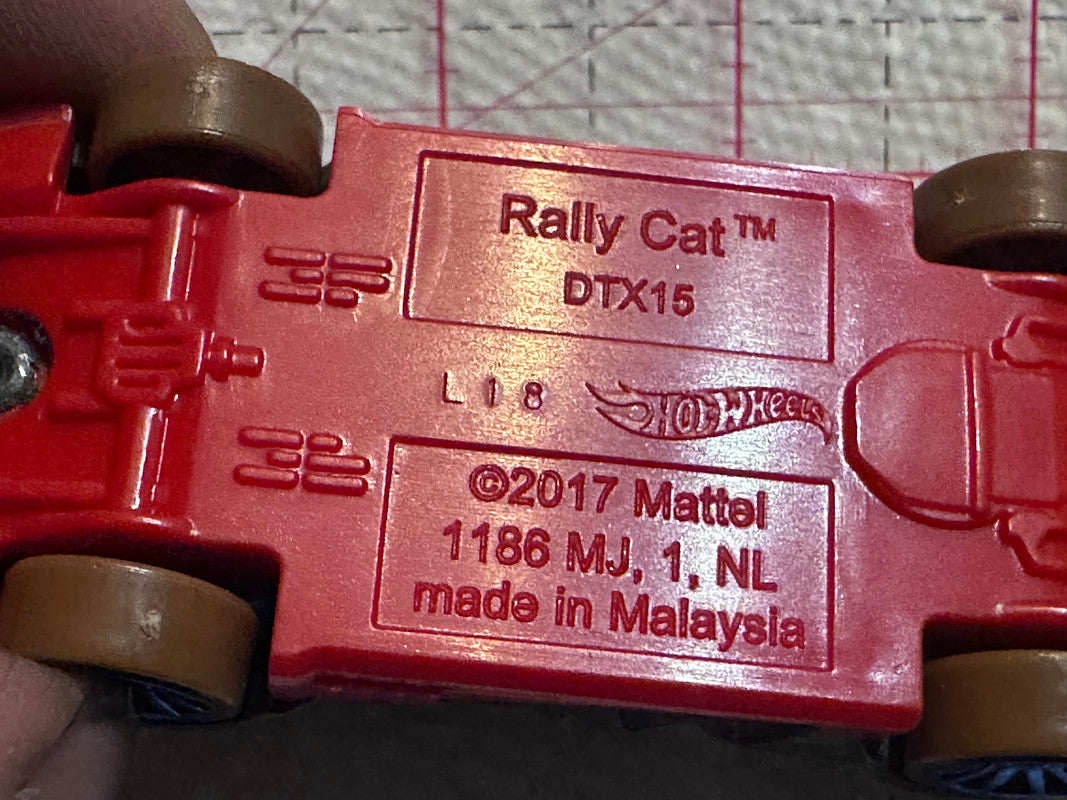 Rally Cat™
DTX15
L 1 8
HOT WHEELS
©2017 Mattel
1186 MJ, 1, NL
made in Malaysia